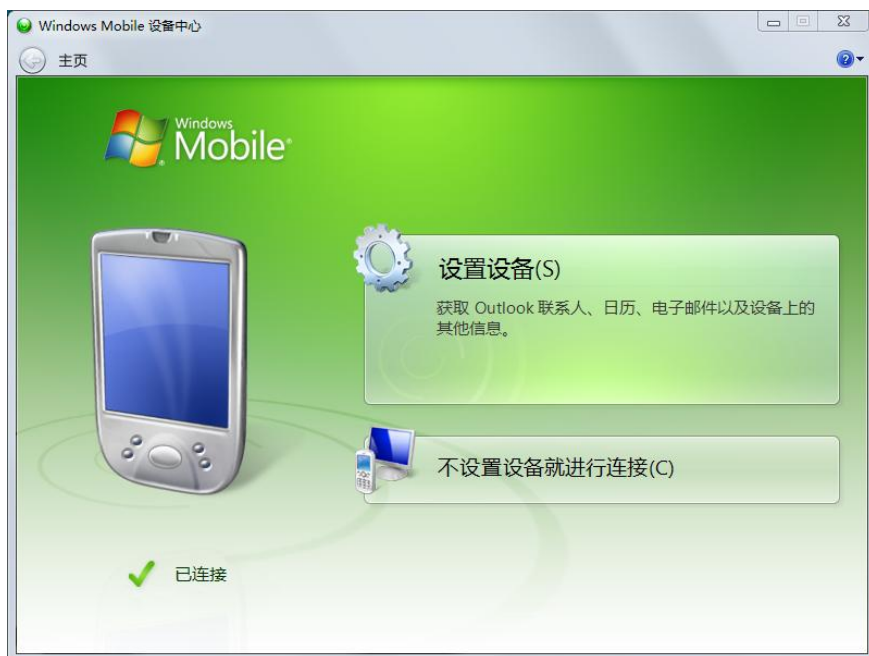 Windows Mobile 设备中心
主页
Windows
Mobile®
设置设备(S)
获取 Outlook 联系人、日历、电子邮件以及设备上的
其他信息。
不设置设备就进行连接(C)
已连接